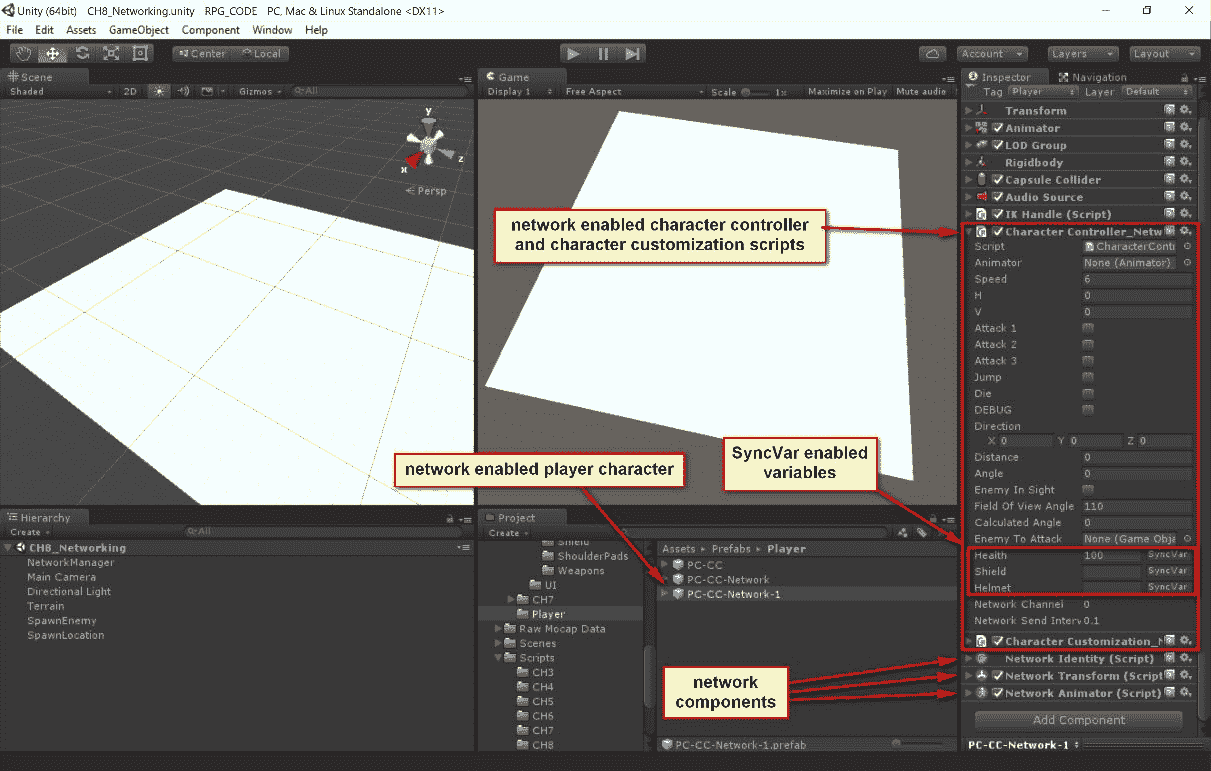 Unity (64bit) CH8_Networking.unity RPG_CODE PC, Mac & Linux Standalone <DX11>
File Edit Assets GameObject Component Window Help
Center Local
Account Layers Layout
Scene
Shaded 2D Gizmos All
y
z
x
Persp
Game
Display 1 Free Aspect Scale 1x Maximize on Play Mute audio
network enabled character controller
and character customization scripts
network enabled player character
SyncVar enabled
variables
network
components
Hierarchy
Create All
CH8_Networking
NetworkManager
Main Camera
Directional Light
Terrain
SpawnEnemy
SpawnLocation
Project
Create
Shield
ShoulderPads
Weapons
UI
CH7
Player
Raw Mocap Data
Scenes
Scripts
CH3
CH4
CH5
CH6
CH7
CH8
Assets Prefabs Player
PC-CC
PC-CC-Network
PC-CC-Network-1
PC-CC-Network-1.prefab
Inspector Navigation
Tag Player Layer Default
Transform
Animator
LOD Group
Rigidbody
Capsule Collider
Audio Source
IK Handle (Script)
Character Controller_Netw
Script CharacterContr
Animator None (Animator)
Speed 6
H 0
V 0
Attack 1
Attack 2
Attack 3
Jump
Die
DEBUG
Direction
X 0 Y 0 Z 0
Distance 0
Angle 0
Enemy In Sight
Field Of View Angle 110
Calculated Angle 0
Enemy To Attack None (Game Obje
Health 100 SyncVar
Shield SyncVar
Helmet SyncVar
Network Channel 0
Network Send Interv 0.1
Character Customization_N
Network Identity (Script)
Network Transform (Script
Network Animator (Script)
Add Component
PC-CC-Network-1